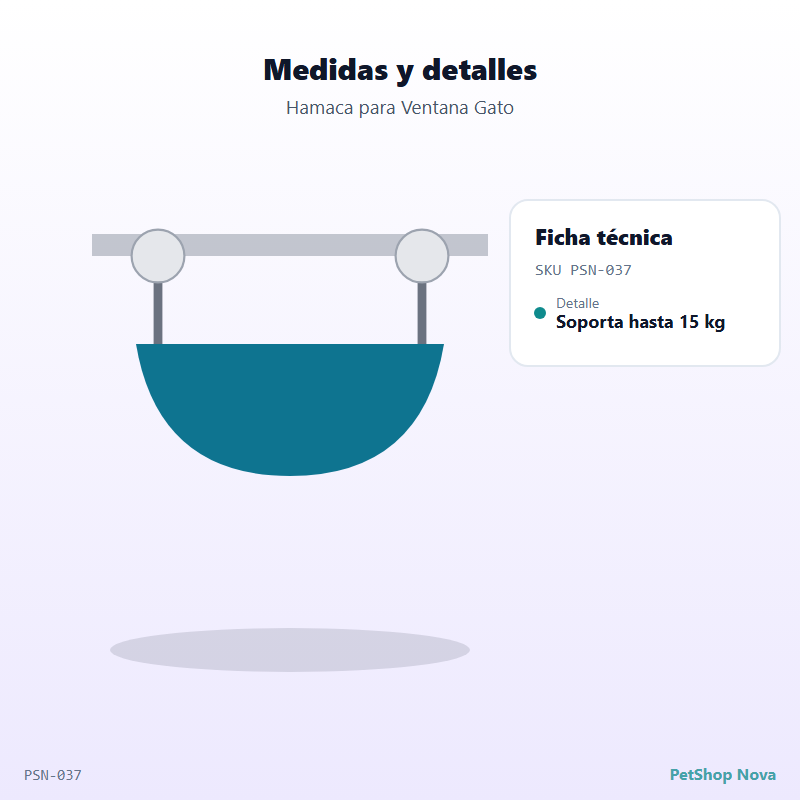 Medidas y detalles
Hamaca para Ventana Gato
Ficha técnica
SKU PSN-037
Detalle
Soporta hasta 15 kg
PSN-037
PetShop Nova